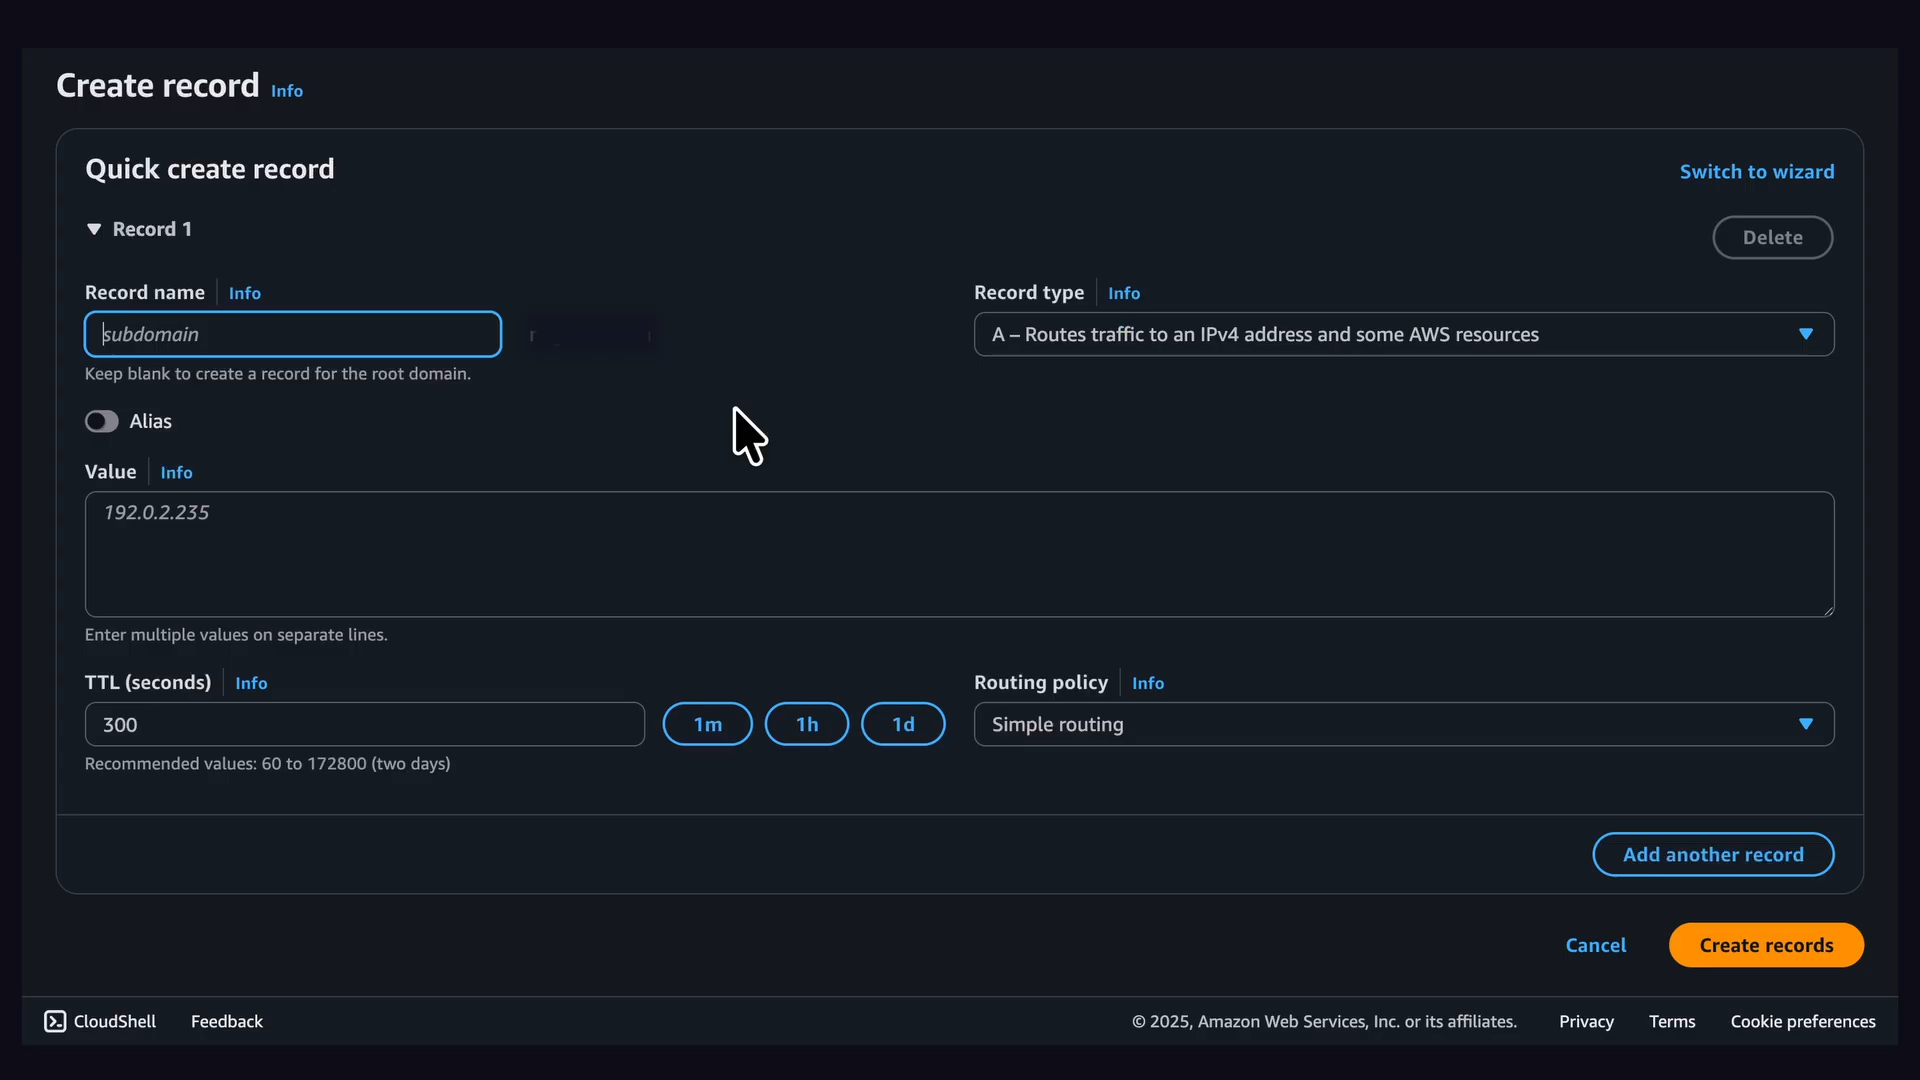 Create record Info
Quick create record
Switch to wizard
Record 1
Delete
Record name Info
Record type Info
subdomain
A – Routes traffic to an IPv4 address and some AWS resources
Keep blank to create a record for the root domain.
Alias
Value Info
192.0.2.235
Enter multiple values on separate lines.
TTL (seconds) Info
Routing policy Info
300
1m
1h
1d
Simple routing
Recommended values: 60 to 172800 (two days)
Add another record
Cancel
Create records
CloudShell
Feedback
© 2025, Amazon Web Services, Inc. or its affiliates.
Privacy
Terms
Cookie preferences